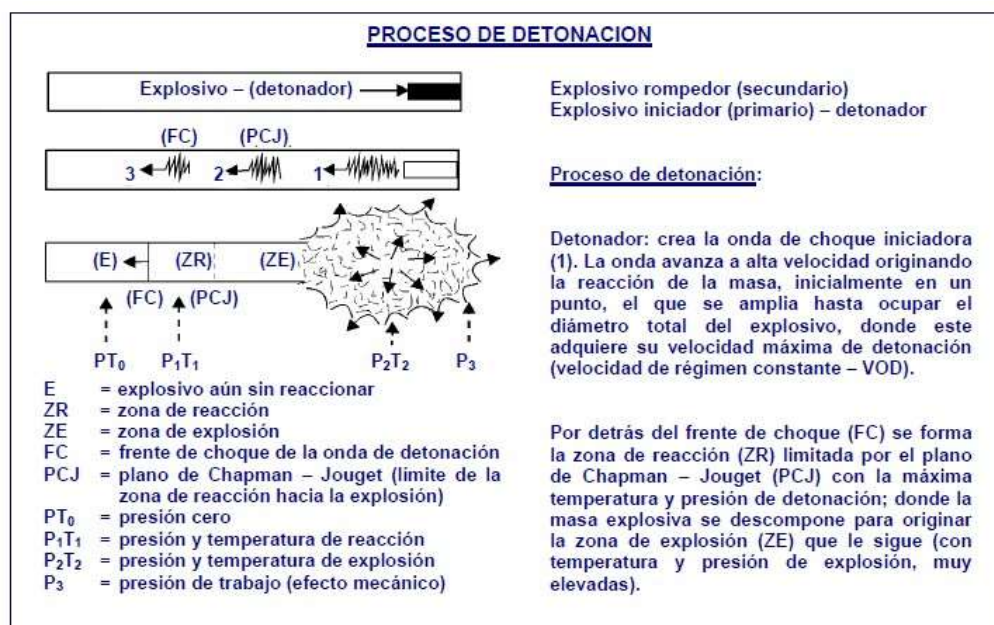 PROCESO DE DETONACION
Explosivo – (detonador)
(FC) (PCJ)
3 2 1
(E) (ZR) (ZE)
(FC) (PCJ)
PT₀ P₁T₁ P₂T₂ P₃
E = explosivo aún sin reaccionar
ZR = zona de reacción
ZE = zona de explosión
FC = frente de choque de la onda de detonación
PCJ = plano de Chapman – Jouget (límite de la
zona de reacción hacia la explosión)
PT₀ = presión cero
P₁T₁ = presión y temperatura de reacción
P₂T₂ = presión y temperatura de explosión
P₃ = presión de trabajo (efecto mecánico)
Explosivo rompedor (secundario)
Explosivo iniciador (primario) – detonador
Proceso de detonación:
Detonador: crea la onda de choque iniciadora
(1). La onda avanza a alta velocidad originando
la reacción de la masa, inicialmente en un
punto, el que se amplia hasta ocupar el
diámetro total del explosivo, donde este
adquiere su velocidad máxima de detonación
(velocidad de régimen constante – VOD).
Por detrás del frente de choque (FC) se forma
la zona de reacción (ZR) limitada por el plano
de Chapman – Jouget (PCJ) con la máxima
temperatura y presión de detonación; donde la
masa explosiva se descompone para originar
la zona de explosión (ZE) que le sigue (con
temperatura y presión de explosión, muy
elevadas).